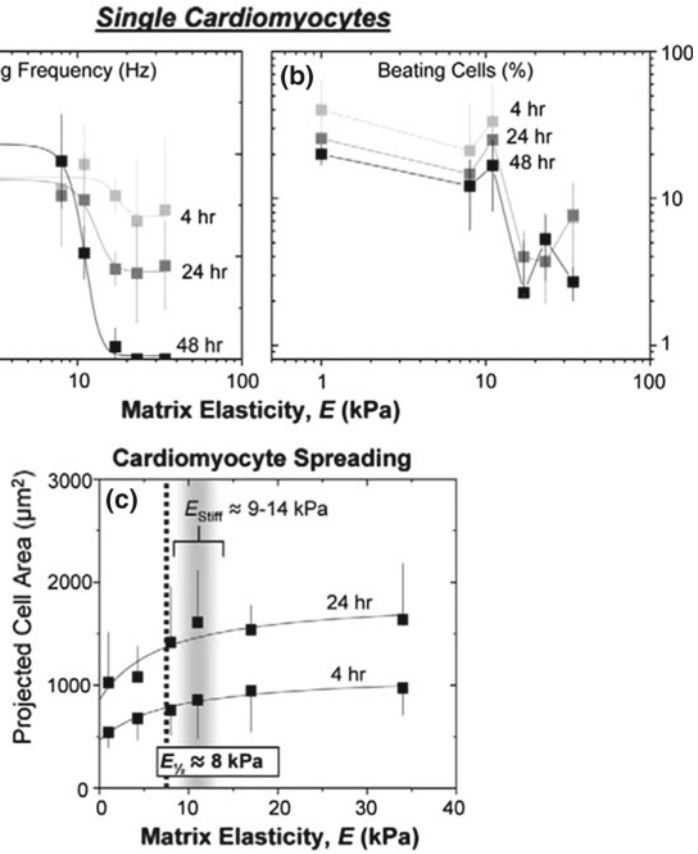 Single Cardiomyocytes
g Frequency (Hz)
4 hr
24 hr
48 hr
10
100
(b)
Beating Cells (%)
4 hr
24 hr
48 hr
100
10
1
1
10
100
Matrix Elasticity, E (kPa)
Cardiomyocyte Spreading
(c)
E_Stiff ≈ 9-14 kPa
24 hr
4 hr
E_½ ≈ 8 kPa
Projected Cell Area (μm²)
3000
2000
1000
0
0
10
20
30
40
Matrix Elasticity, E (kPa)